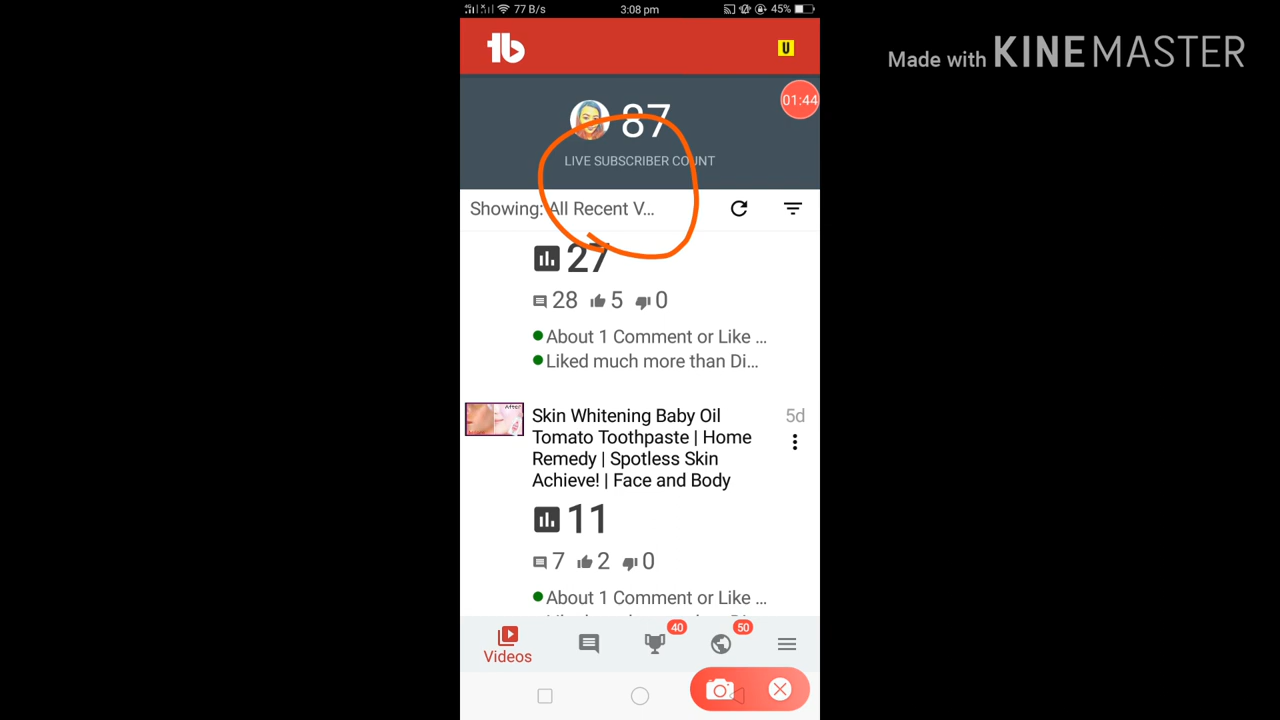 77 B/s 3:08 pm 45%
Made with KINEMASTER
tb U
01:44
87
LIVE SUBSCRIBER COUNT
Showing: All Recent V...
27
28 5 0
About 1 Comment or Like ...
Liked much more than Di...
After
Skin Whitening Baby Oil 5d
Tomato Toothpaste | Home
Remedy | Spotless Skin
Achieve! | Face and Body
11
7 2 0
About 1 Comment or Like ...
40 50
Videos